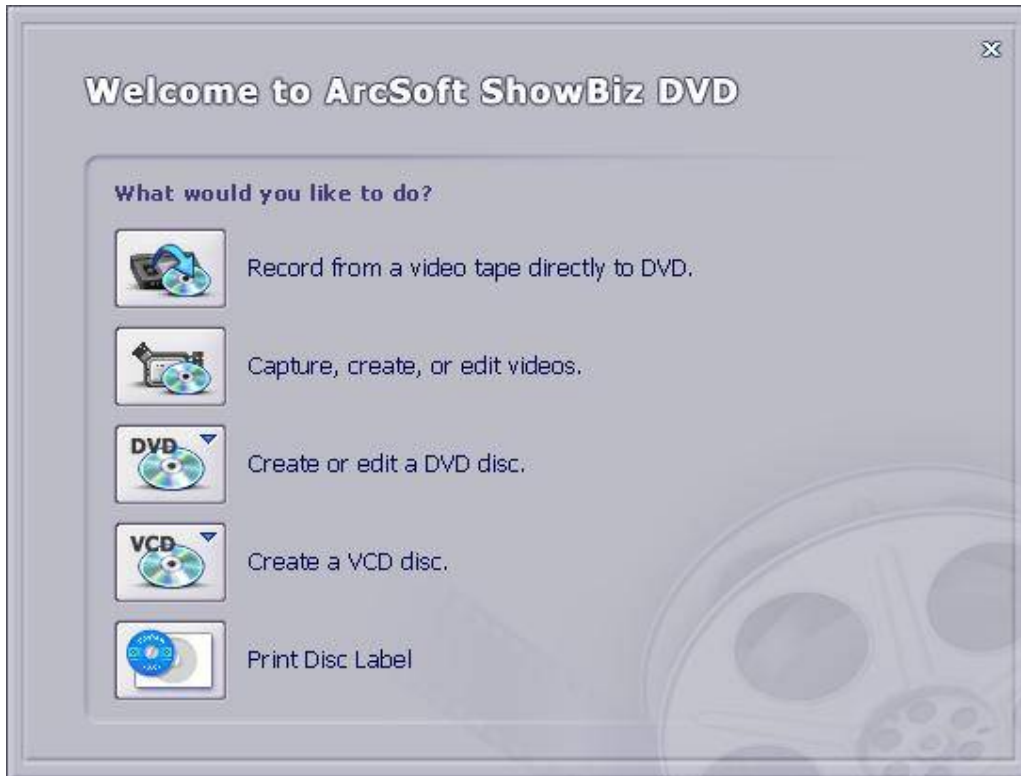 Welcome to ArcSoft ShowBiz DVD
What would you like to do?
Record from a video tape directly to DVD.
Capture, create, or edit videos.
DVD
Create or edit a DVD disc.
VCD
Create a VCD disc.
Print Disc Label